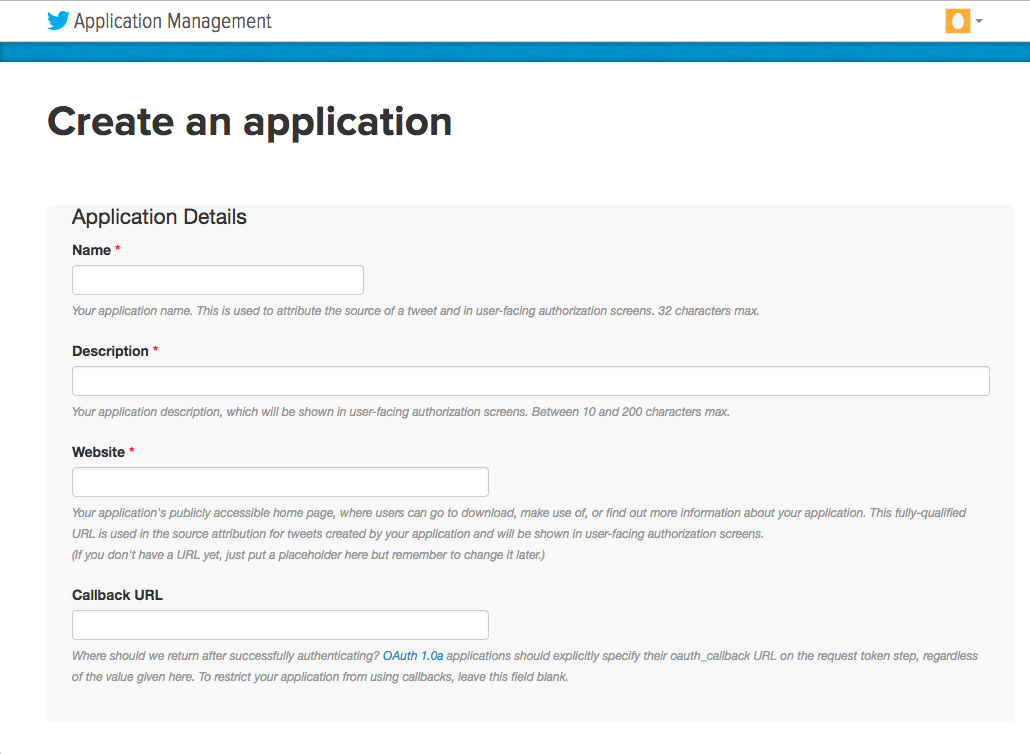 Application Management
Create an application
Application Details
Name *
Your application name. This is used to attribute the source of a tweet and in user-facing authorization screens. 32 characters max.
Description *
Your application description, which will be shown in user-facing authorization screens. Between 10 and 200 characters max.
Website *
Your application's publicly accessible home page, where users can go to download, make use of, or find out more information about your application. This fully-qualified
URL is used in the source attribution for tweets created by your application and will be shown in user-facing authorization screens.
(If you don't have a URL yet, just put a placeholder here but remember to change it later.)
Callback URL
Where should we return after successfully authenticating? OAuth 1.0a applications should explicitly specify their oauth_callback URL on the request token step, regardless
of the value given here. To restrict your application from using callbacks, leave this field blank.